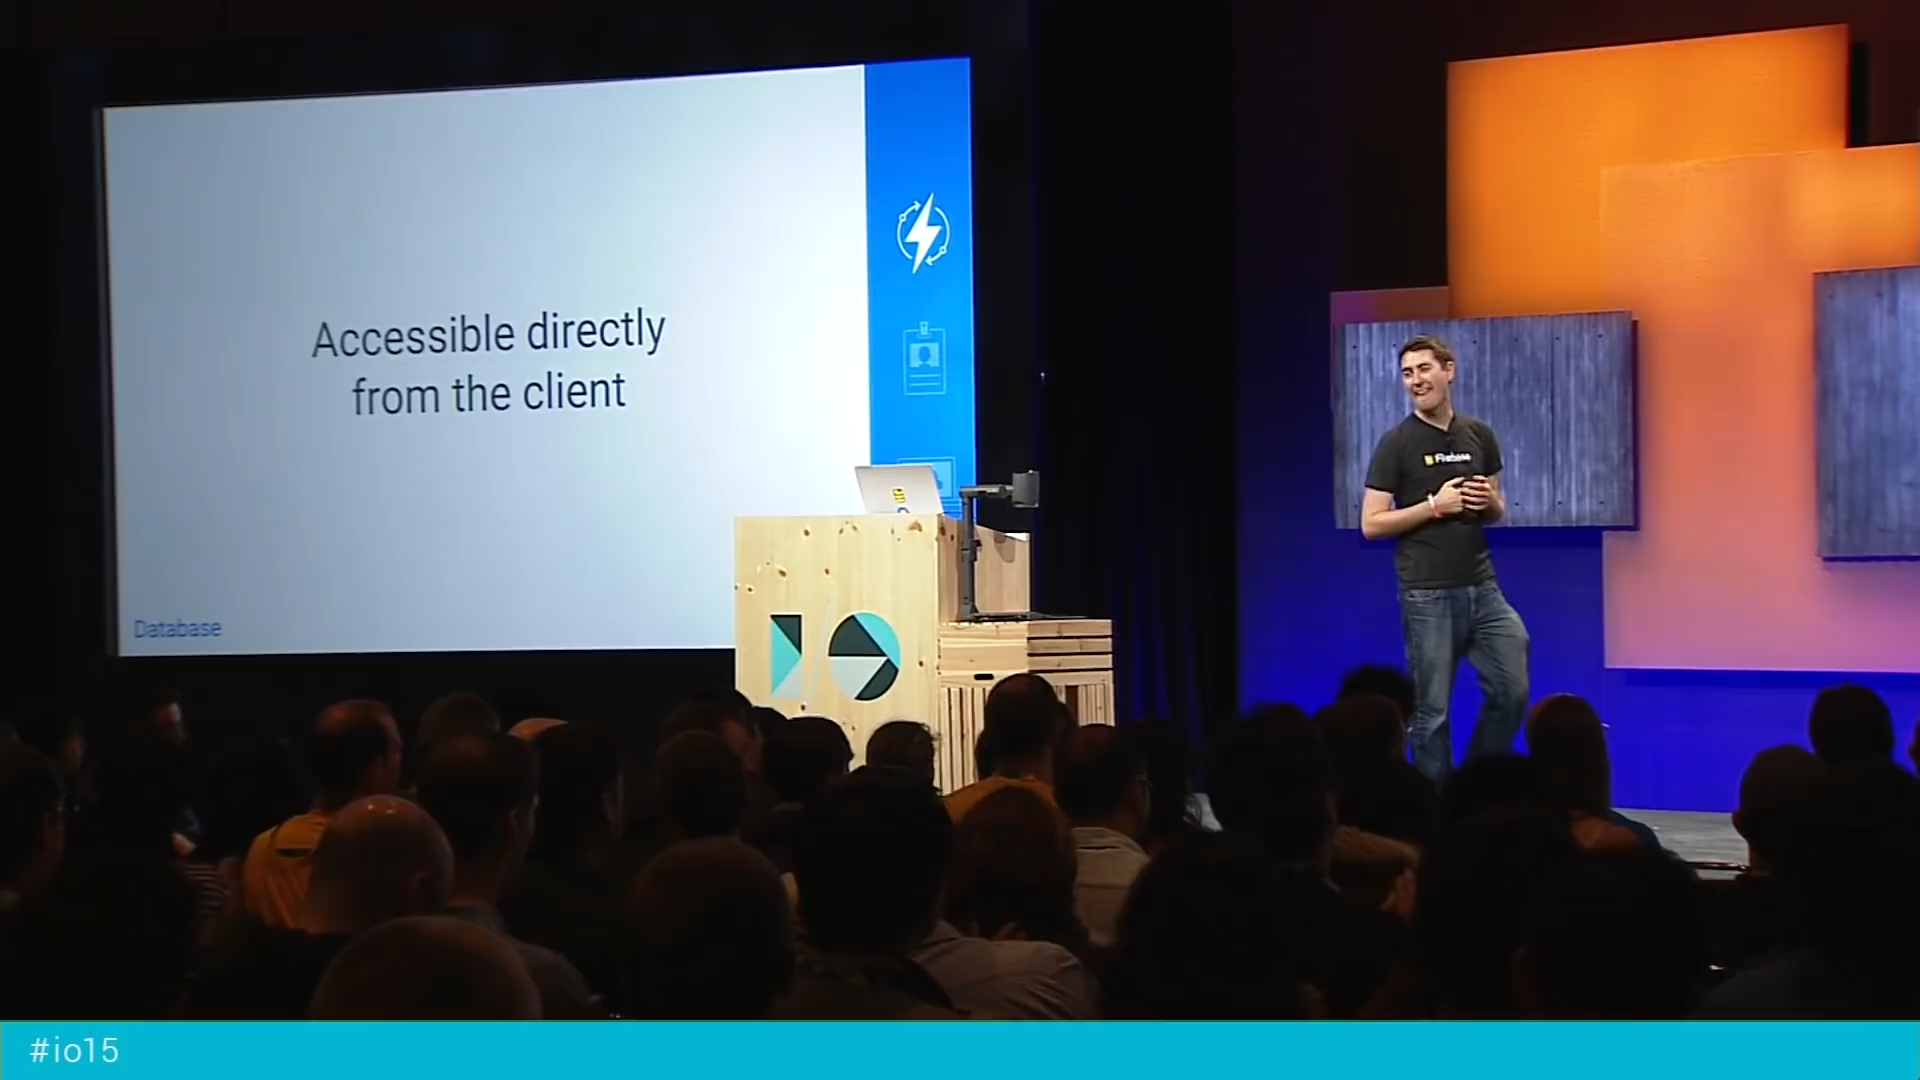 Accessible directly
from the client
Database
Firebase
#io15